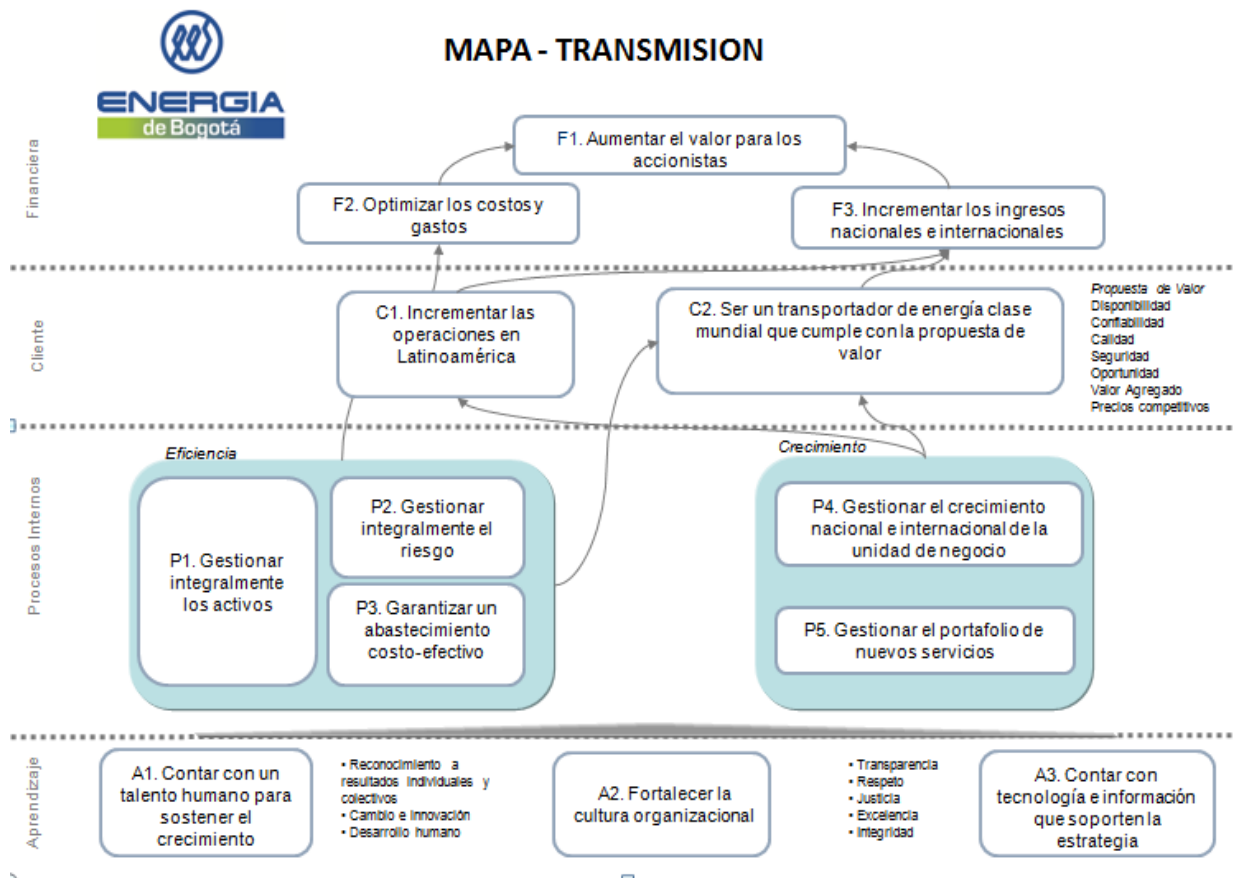 MAPA - TRANSMISION
ENERGIA
de Bogotá
Financiera
F1. Aumentar el valor para los
accionistas
F2. Optimizar los costos y
gastos
F3. Incrementar los ingresos
nacionales e internacionales
Cliente
C1. Incrementar las
operaciones en
Latinoamérica
C2. Ser un transportador de energía clase
mundial que cumple con la propuesta de
valor
Propuesta de Valor
Disponibilidad
Confiabilidad
Calidad
Seguridad
Oportunidad
Valor Agregado
Precios competitivos
Procesos Internos
Eficiencia
P1. Gestionar
integralmente
los activos
P2. Gestionar
integralmente el
riesgo
P3. Garantizar un
abastecimiento
costo-efectivo
Crecimiento
P4. Gestionar el crecimiento
nacional e internacional de la
unidad de negocio
P5. Gestionar el portafolio de
nuevos servicios
Aprendizaje
A1. Contar con un
talento humano para
sostener el
crecimiento
▪ Reconocimiento a
resultados individuales y
colectivos
▪ Cambio e Innovación
▪ Desarrollo humano
A2. Fortalecer la
cultura organizacional
▪ Transparencia
▪ Respeto
▪ Justicia
▪ Excelencia
▪ Integridad
A3. Contar con
tecnología e información
que soporten la
estrategia